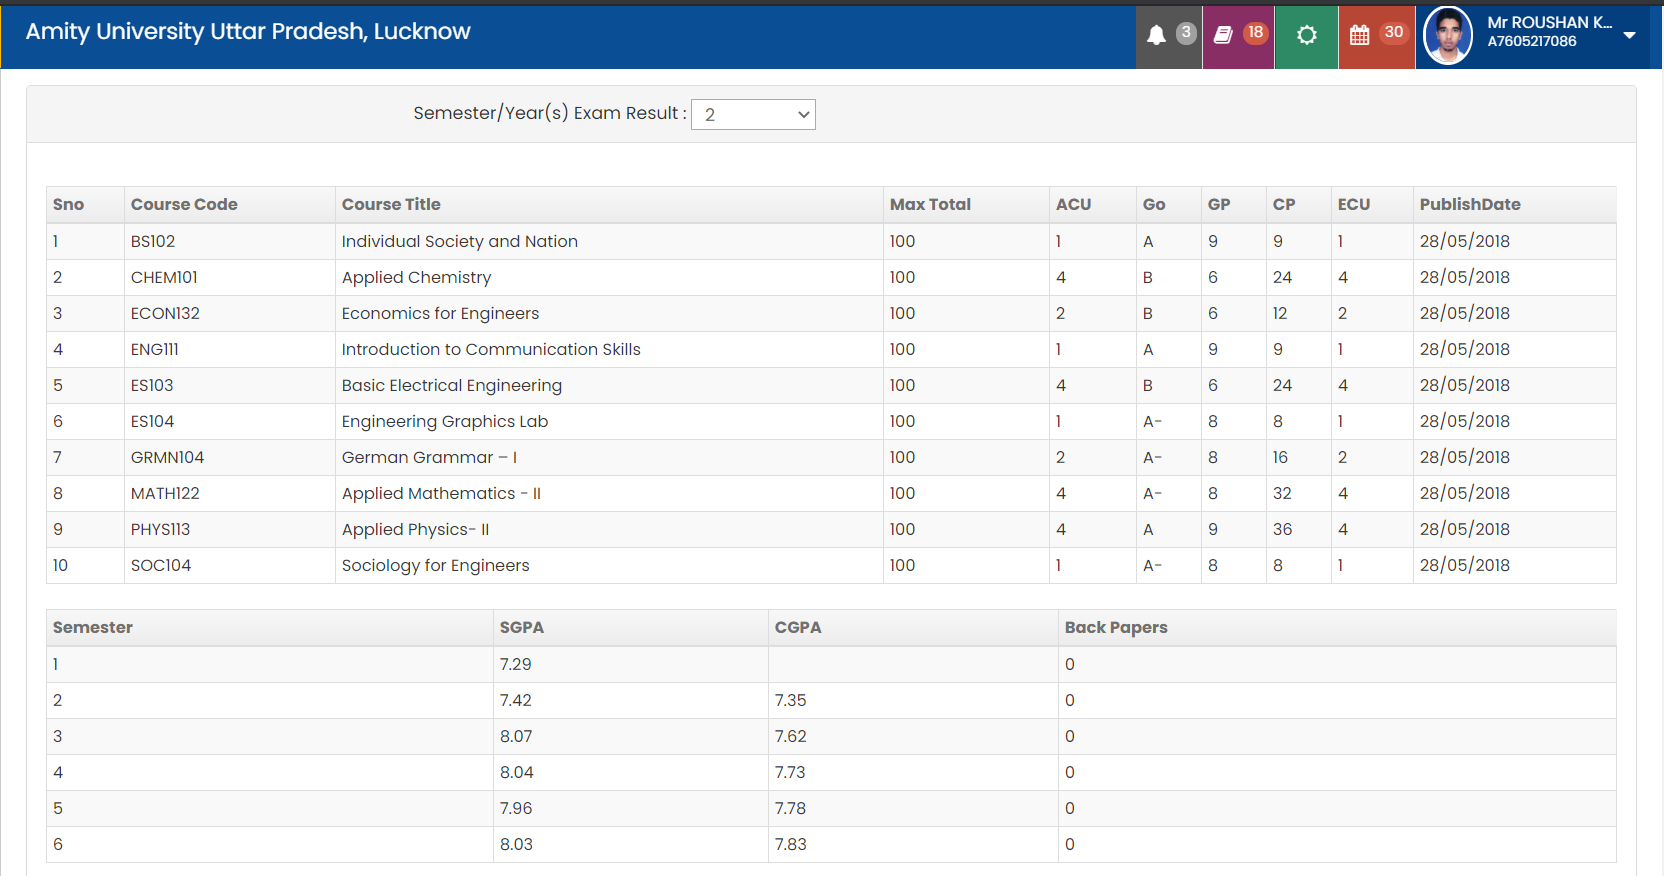 Amity University Uttar Pradesh, Lucknow
3
18
30
Mr ROUSHAN K...
A7605217086
Semester/Year(s) Exam Result : 2
Sno Course Code Course Title Max Total ACU Go GP CP ECU PublishDate
1 BS102 Individual Society and Nation 100 1 A 9 9 1 28/05/2018
2 CHEM101 Applied Chemistry 100 4 B 6 24 4 28/05/2018
3 ECON132 Economics for Engineers 100 2 B 6 12 2 28/05/2018
4 ENG111 Introduction to Communication Skills 100 1 A 9 9 1 28/05/2018
5 ES103 Basic Electrical Engineering 100 4 B 6 24 4 28/05/2018
6 ES104 Engineering Graphics Lab 100 1 A- 8 8 1 28/05/2018
7 GRMN104 German Grammar – I 100 2 A- 8 16 2 28/05/2018
8 MATH122 Applied Mathematics - II 100 4 A- 8 32 4 28/05/2018
9 PHYS113 Applied Physics- II 100 4 A 9 36 4 28/05/2018
10 SOC104 Sociology for Engineers 100 1 A- 8 8 1 28/05/2018
Semester SGPA CGPA Back Papers
1 7.29 0
2 7.42 7.35 0
3 8.07 7.62 0
4 8.04 7.73 0
5 7.96 7.78 0
6 8.03 7.83 0